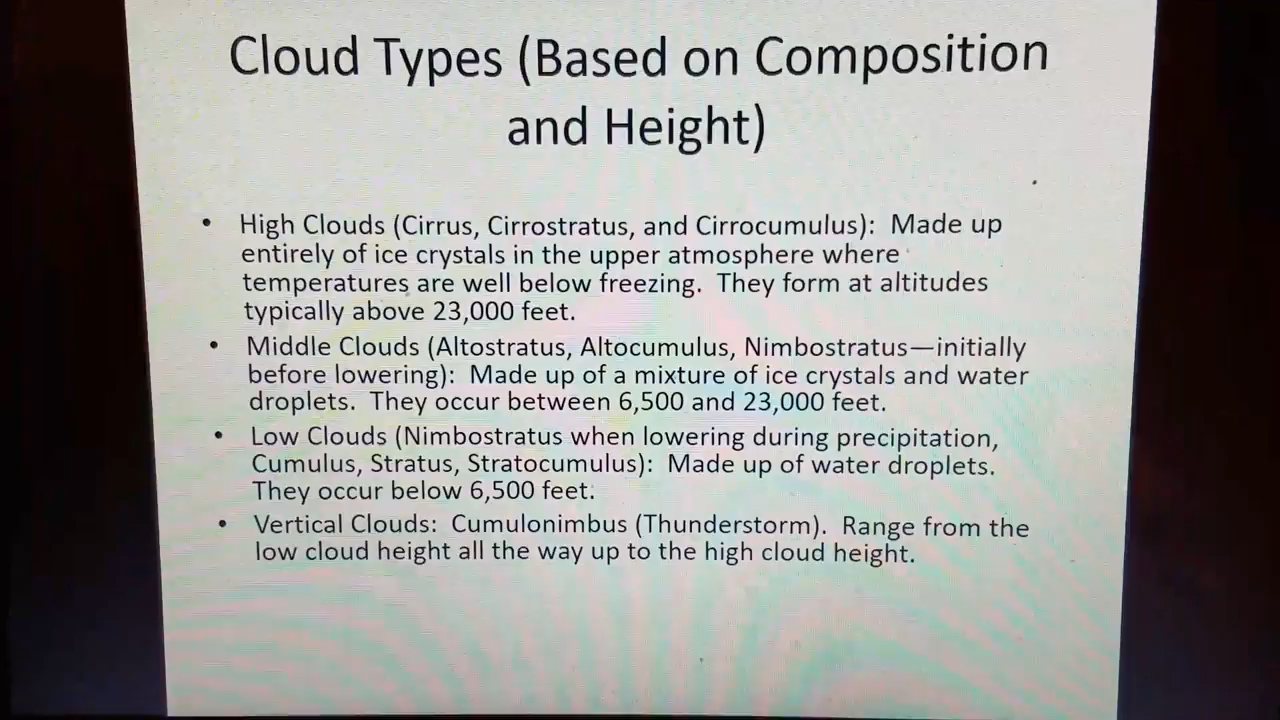 Cloud Types (Based on Composition
and Height)
• High Clouds (Cirrus, Cirrostratus, and Cirrocumulus): Made up
entirely of ice crystals in the upper atmosphere where
temperatures are well below freezing. They form at altitudes
typically above 23,000 feet.
• Middle Clouds (Altostratus, Altocumulus, Nimbostratus—initially
before lowering): Made up of a mixture of ice crystals and water
droplets. They occur between 6,500 and 23,000 feet.
• Low Clouds (Nimbostratus when lowering during precipitation,
Cumulus, Stratus, Stratocumulus): Made up of water droplets.
They occur below 6,500 feet.
• Vertical Clouds: Cumulonimbus (Thunderstorm). Range from the
low cloud height all the way up to the high cloud height.